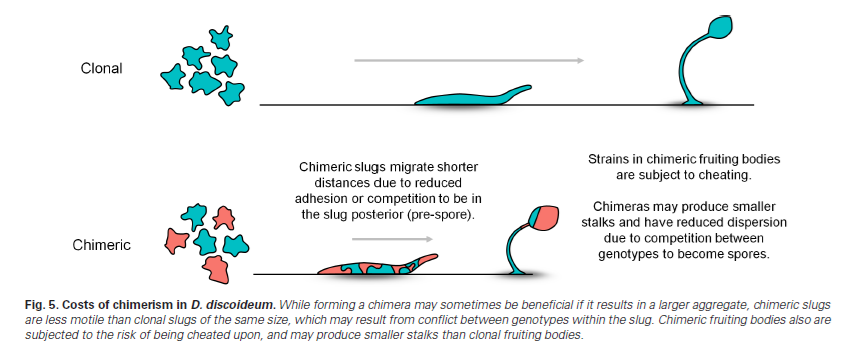 Clonal
Chimeric slugs migrate shorter
distances due to reduced
adhesion or competition to be in
the slug posterior (pre-spore).
Strains in chimeric fruiting bodies
are subject to cheating.
Chimeras may produce smaller
stalks and have reduced dispersion
due to competition between
genotypes to become spores.
Chimeric
Fig. 5. Costs of chimerism in D. discoideum. While forming a chimera may sometimes be beneficial if it results in a larger aggregate, chimeric slugs
are less motile than clonal slugs of the same size, which may result from conflict between genotypes within the slug. Chimeric fruiting bodies also are
subjected to the risk of being cheated upon, and may produce smaller stalks than clonal fruiting bodies.